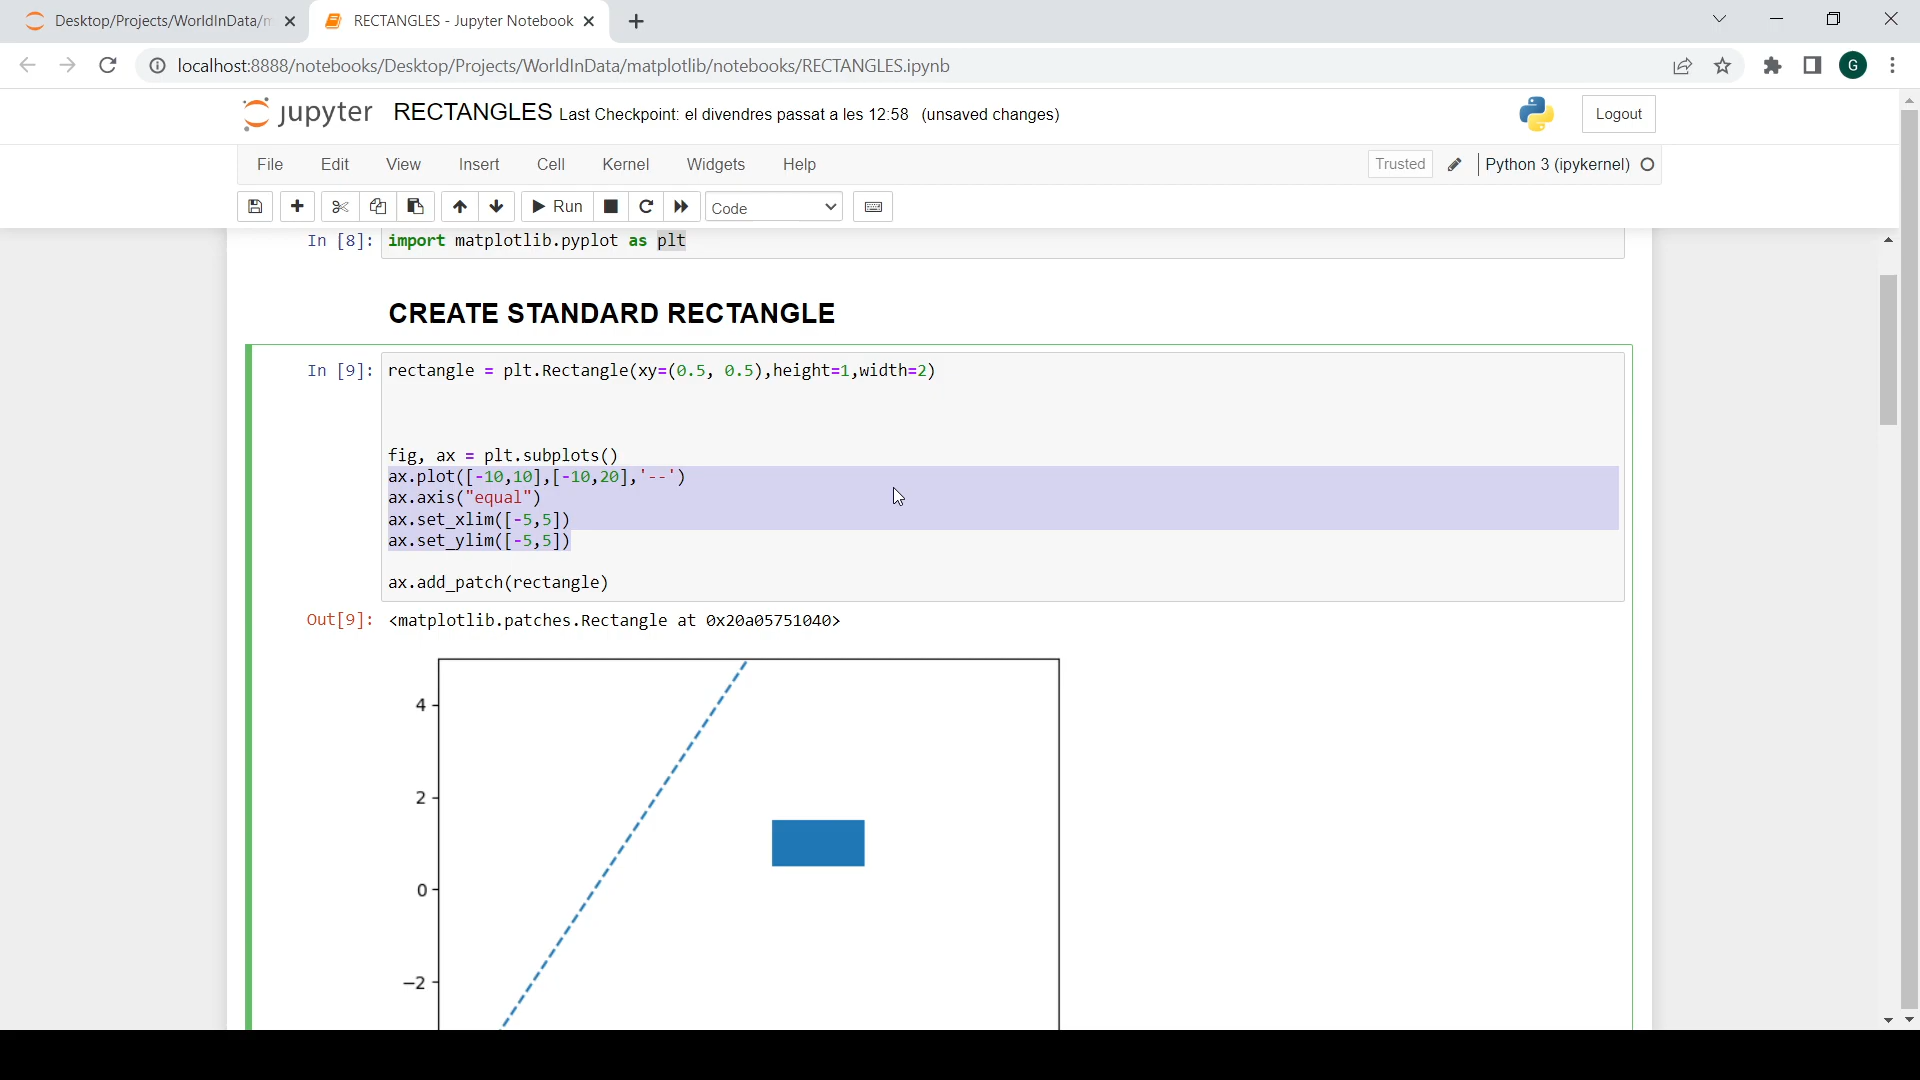 Desktop/Projects/WorldInData/m
RECTANGLES - Jupyter Notebook
localhost:8888/notebooks/Desktop/Projects/WorldInData/matplotlib/notebooks/RECTANGLES.ipynb
G
jupyter RECTANGLES Last Checkpoint: el divendres passat a les 12:58 (unsaved changes)
Logout
File Edit View Insert Cell Kernel Widgets Help
Trusted
Python 3 (ipykernel)
Run
Code
In [8]: import matplotlib.pyplot as plt
CREATE STANDARD RECTANGLE
In [9]: rectangle = plt.Rectangle(xy=(0.5, 0.5),height=1,width=2)
fig, ax = plt.subplots()
ax.plot([-10,10],[-10,20],'--')
ax.axis("equal")
ax.set_xlim([-5,5])
ax.set_ylim([-5,5])
ax.add_patch(rectangle)
Out[9]: <matplotlib.patches.Rectangle at 0x20a05751040>
4
2
0
−2